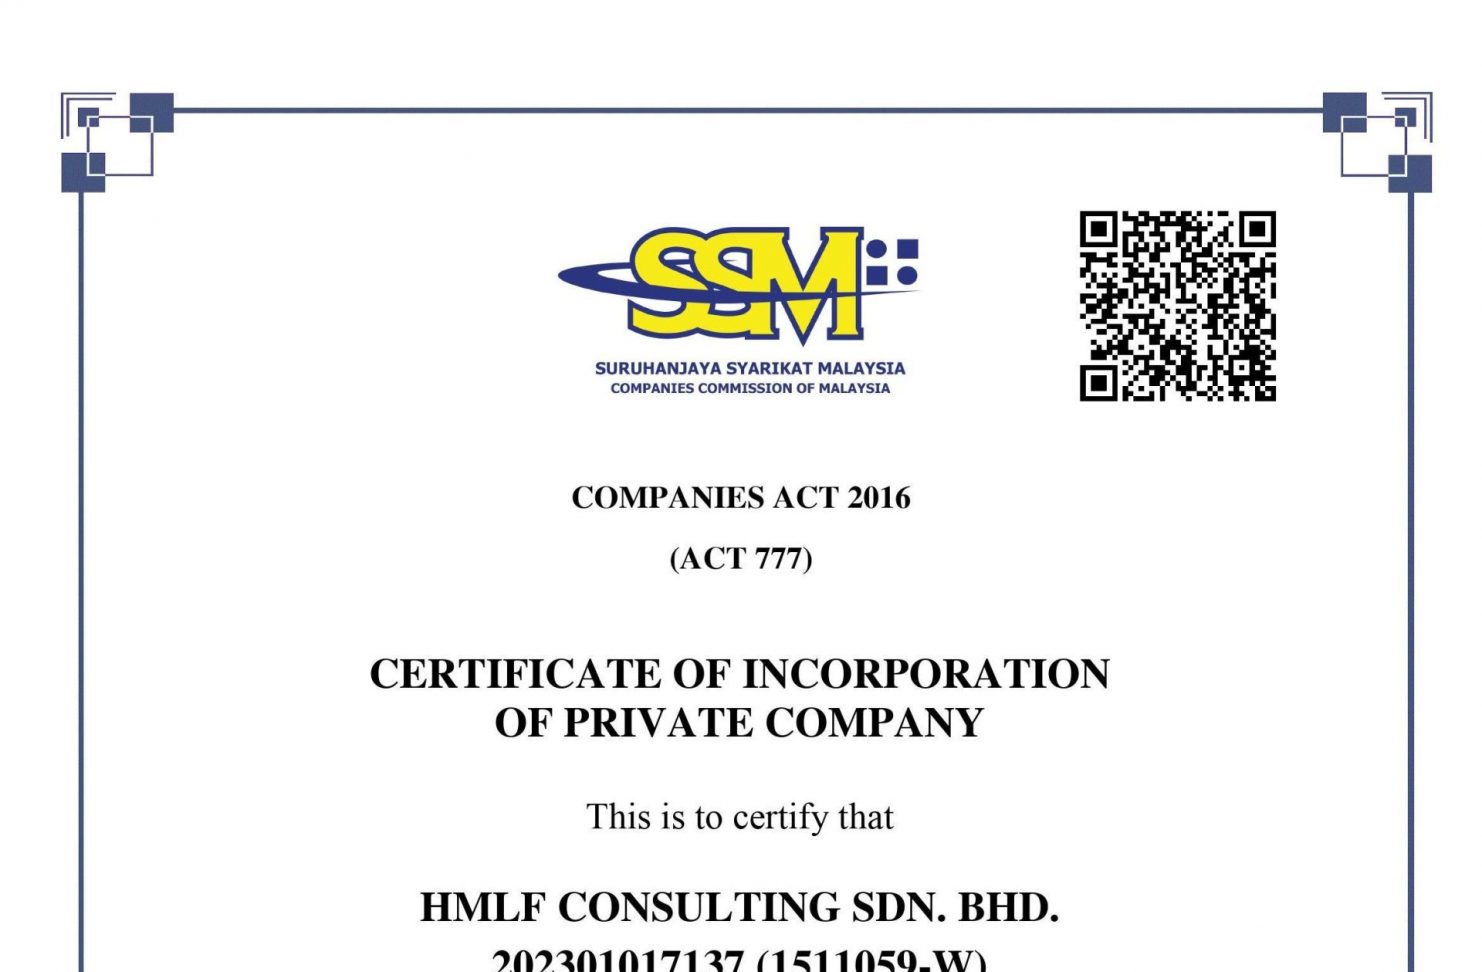 SSM
SURUHANJAYA SYARIKAT MALAYSIA
COMPANIES COMMISSION OF MALAYSIA
COMPANIES ACT 2016
(ACT 777)
CERTIFICATE OF INCORPORATION
OF PRIVATE COMPANY
This is to certify that
HMLF CONSULTING SDN. BHD.
202301017137 (1511059-W)